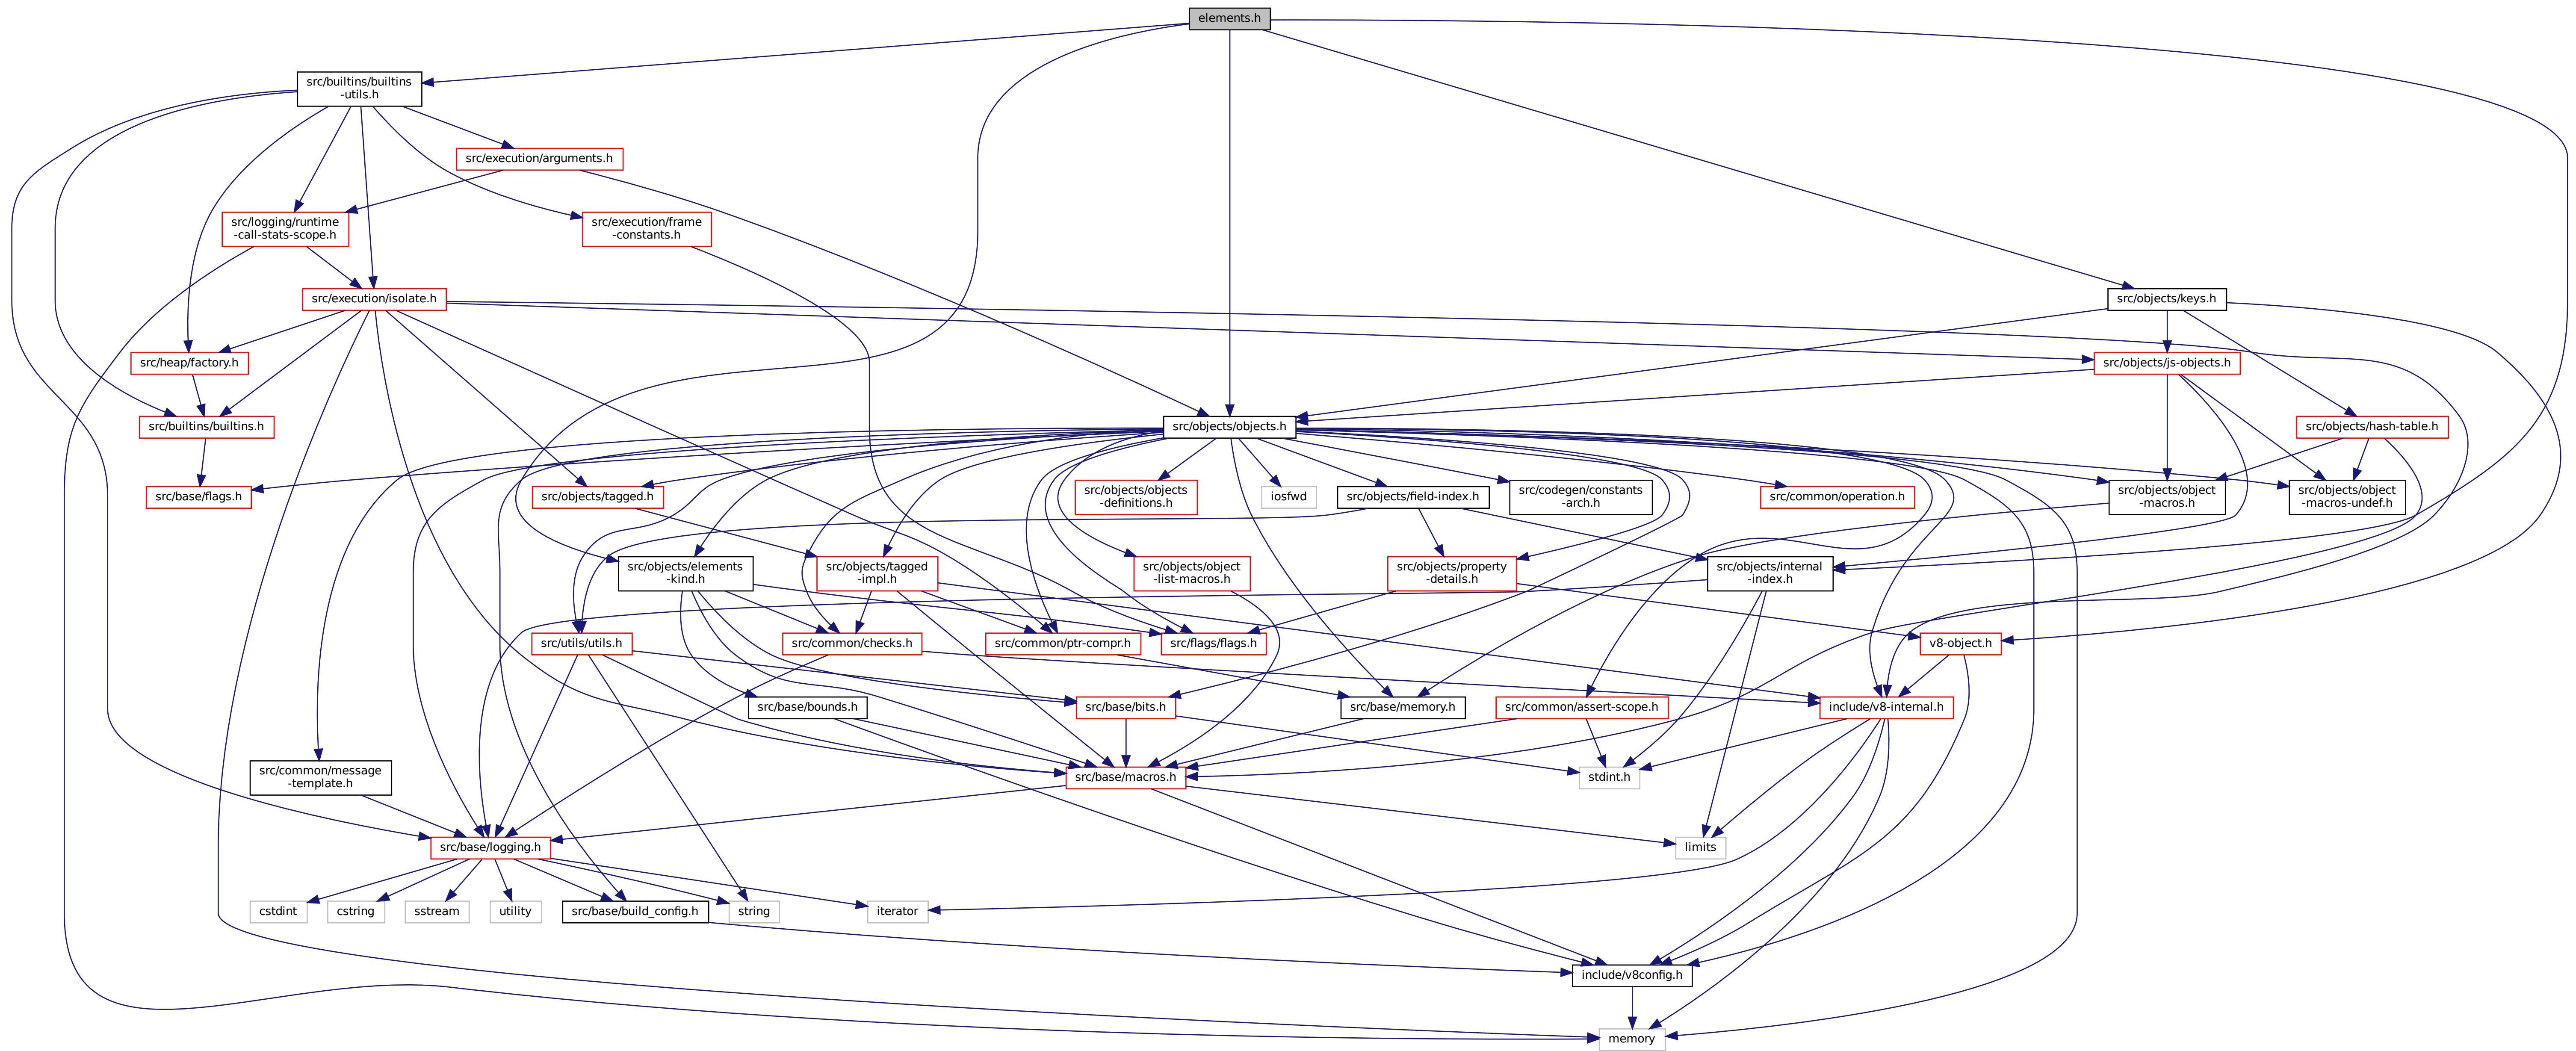 elements.h
src/builtins/builtins
-utils.h
src/execution/arguments.h
src/logging/runtime
-call-stats-scope.h
src/execution/frame
-constants.h
src/execution/isolate.h
src/objects/keys.h
src/heap/factory.h
src/objects/js-objects.h
src/builtins/builtins.h
src/objects/objects.h
src/objects/hash-table.h
src/base/flags.h
src/objects/tagged.h
src/objects/objects
-definitions.h
iosfwd
src/objects/field-index.h
src/codegen/constants
-arch.h
src/common/operation.h
src/objects/object
-macros.h
src/objects/object
-macros-undef.h
src/objects/elements
-kind.h
src/objects/tagged
-impl.h
src/objects/object
-list-macros.h
src/objects/property
-details.h
src/objects/internal
-index.h
src/utils/utils.h
src/common/checks.h
src/common/ptr-compr.h
src/flags/flags.h
v8-object.h
src/base/bounds.h
src/base/bits.h
src/base/memory.h
src/common/assert-scope.h
include/v8-internal.h
src/common/message
-template.h
src/base/macros.h
stdint.h
src/base/logging.h
limits
cstdint
cstring
sstream
utility
src/base/build_config.h
string
iterator
include/v8config.h
memory